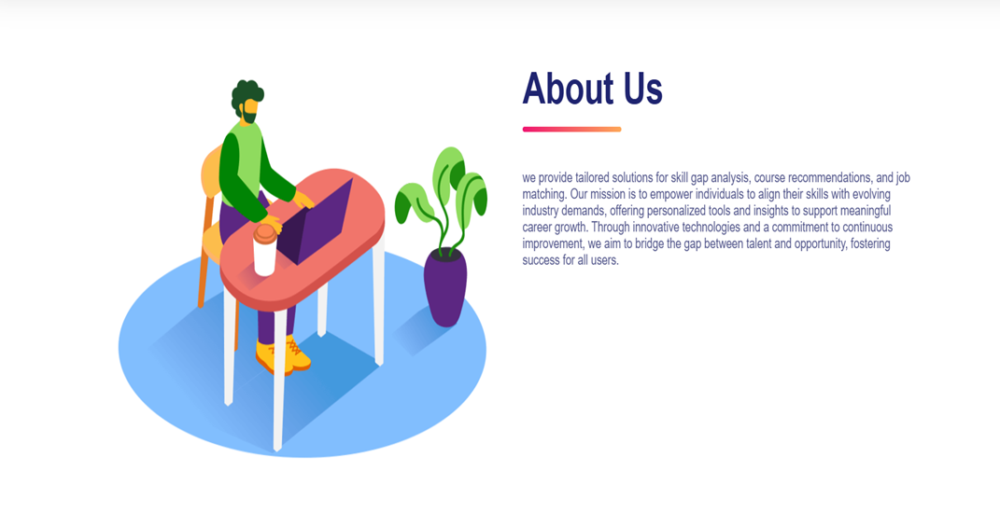 About Us
we provide tailored solutions for skill gap analysis, course recommendations, and job
matching. Our mission is to empower individuals to align their skills with evolving
industry demands, offering personalized tools and insights to support meaningful
career growth. Through innovative technologies and a commitment to continuous
improvement, we aim to bridge the gap between talent and opportunity, fostering
success for all users.